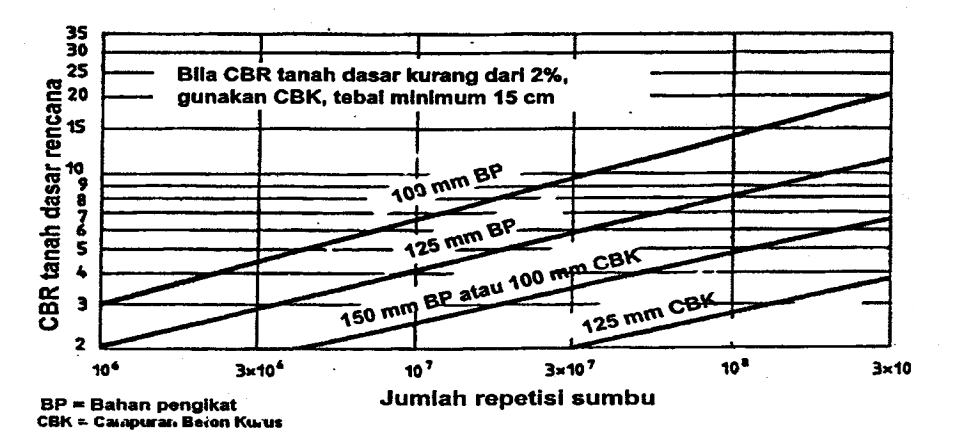 35
30
25
20
15
10
9
8
7
6
5
4
3
2
CBR tanah dasar rencana
Bila CBR tanah dasar kurang dari 2%,
gunakan CBK, tebal minimum 15 cm
100 mm BP
125 mm BP
150 mm BP atau 100 mm CBK
125 mm CBK
10⁶ 3×10⁶ 10⁷ 3×10⁷ 10⁸ 3×10
Jumlah repetisi sumbu
BP = Bahan pengikat
CBK = Campuran Beton Kurus